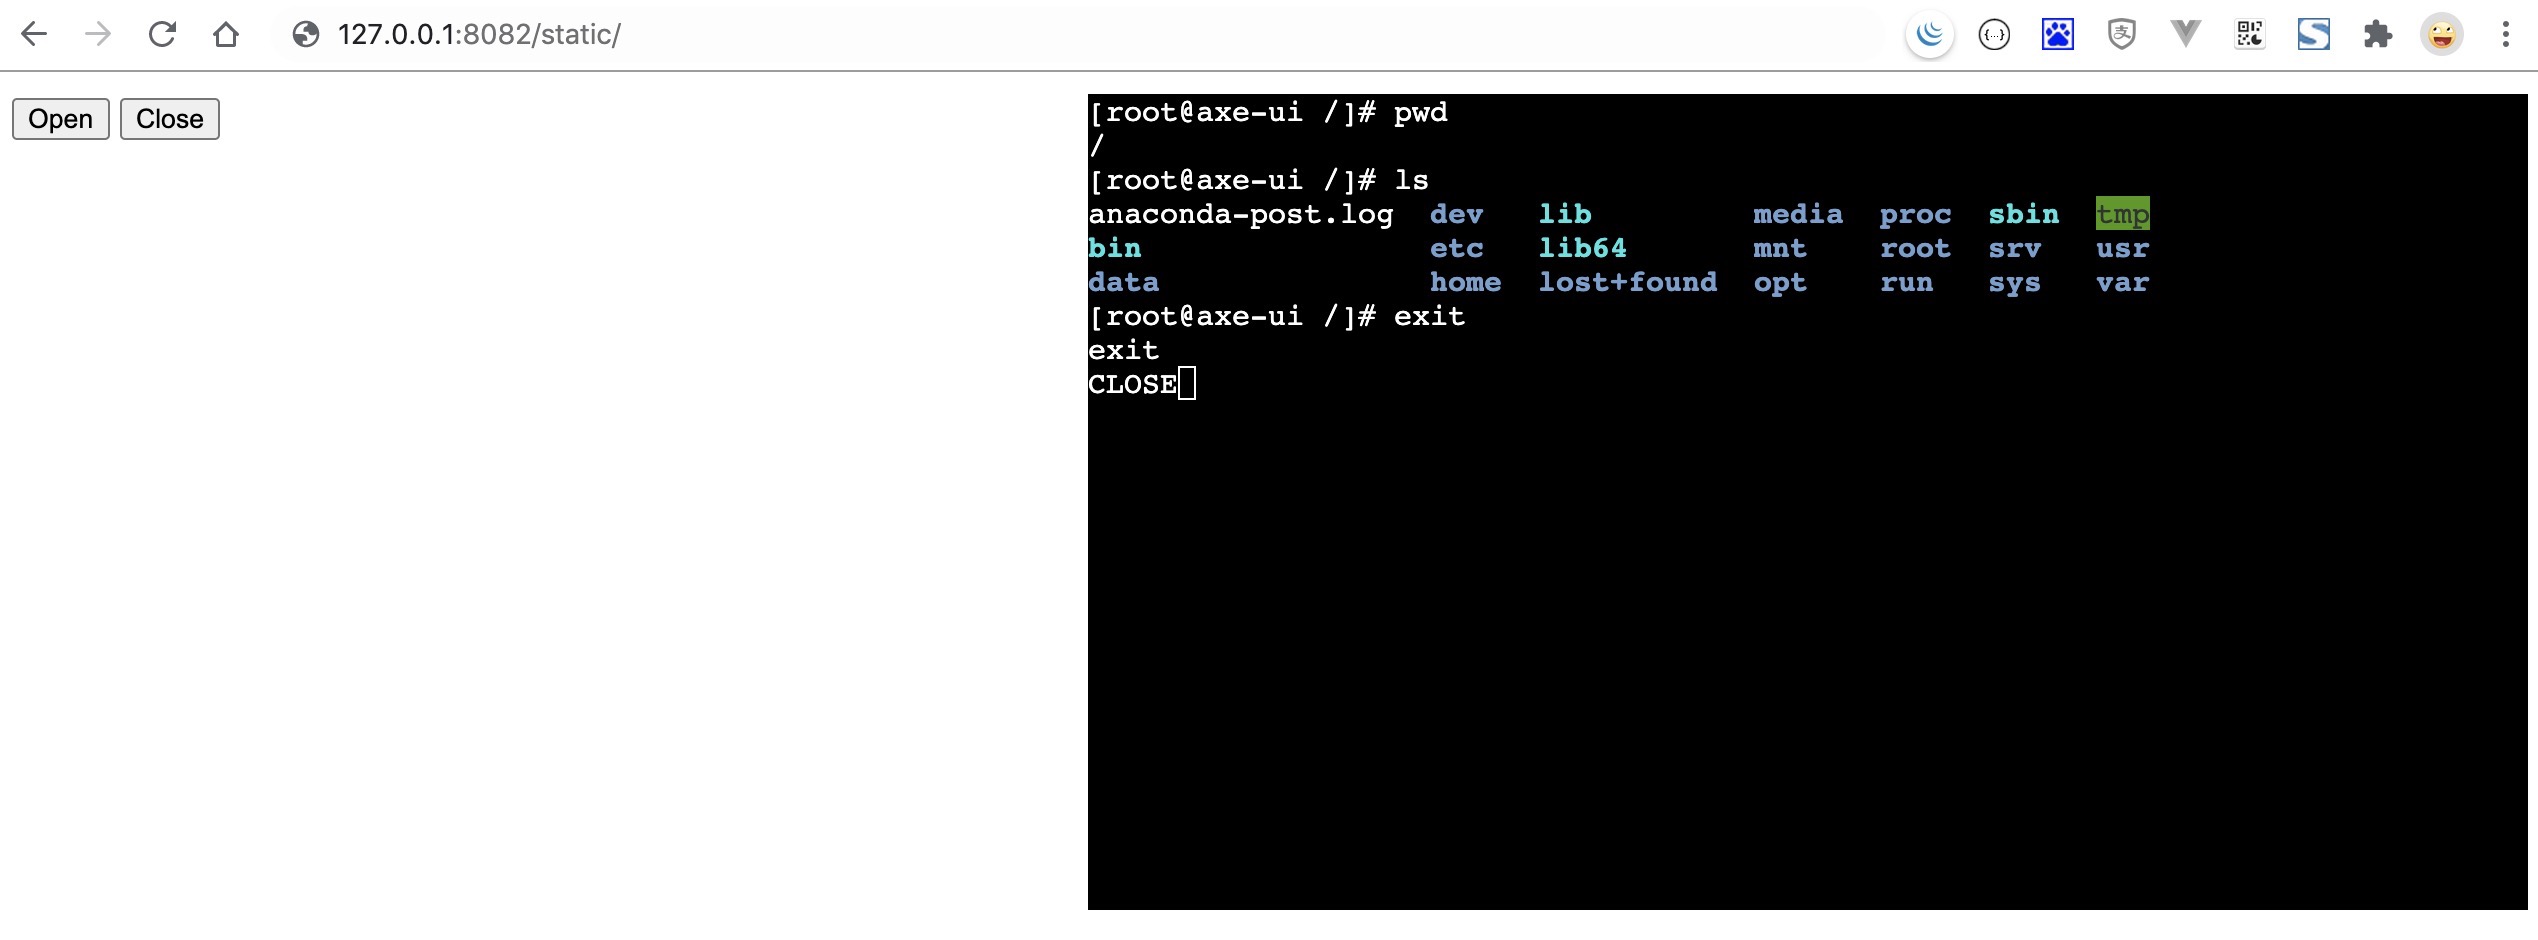 127.0.0.1:8082/static/
Open Close
[root@axe-ui /]# pwd
/
[root@axe-ui /]# ls
anaconda-post.log dev lib media proc sbin tmp
bin etc lib64 mnt root srv usr
data home lost+found opt run sys var
[root@axe-ui /]# exit
exit
CLOSE